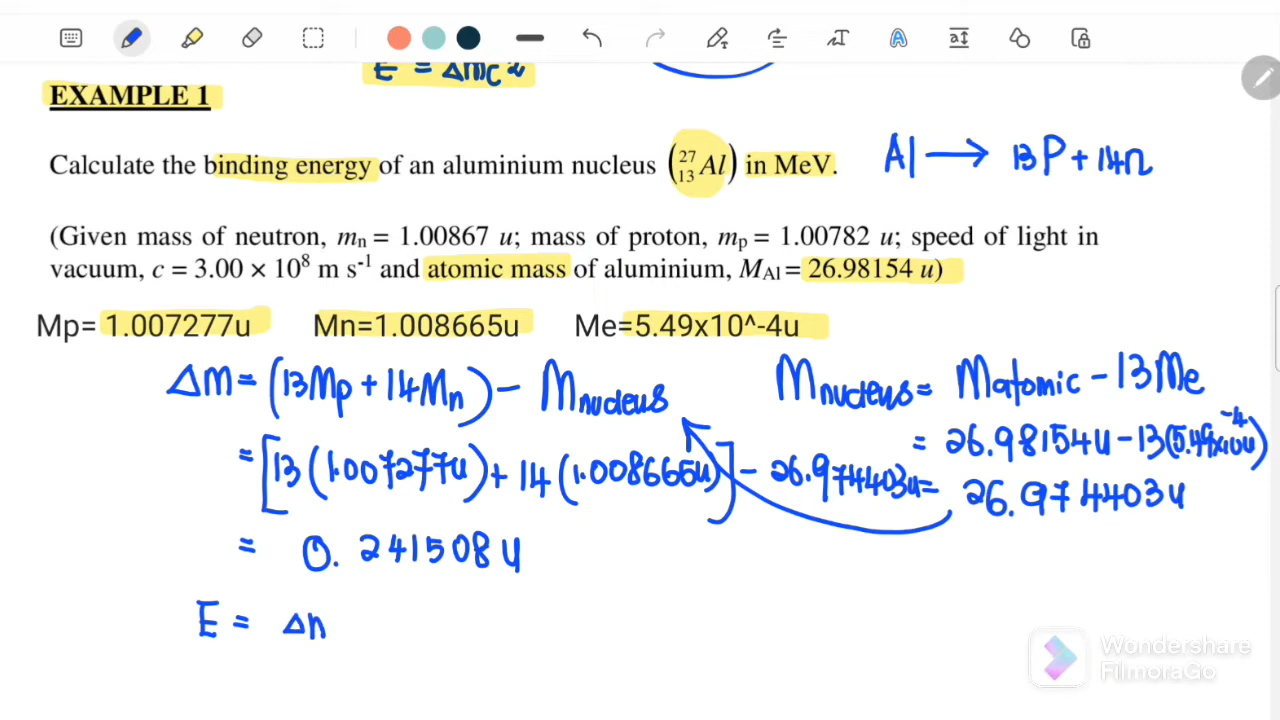 E = Δmc²
EXAMPLE 1
Calculate the binding energy of an aluminium nucleus (²⁷₁₃Al) in MeV.
Al → 13P + 14n
(Given mass of neutron, mₙ = 1.00867 u; mass of proton, mₚ = 1.00782 u; speed of light in
vacuum, c = 3.00 × 10⁸ m s⁻¹ and atomic mass of aluminium, M_Al = 26.98154 u)
Mp= 1.007277u Mn=1.008665u Me=5.49x10^-4u
ΔM = (13Mp + 14Mn) - Mnucleus
= [13(1.007277u) + 14(1.008665u)] - 26.974403u
= 0.241508u
E = Δn
Mnucleus = Matomic - 13Me
= 26.98154u - 13(5.49x10⁻⁴u)
= 26.974403u
Wondershare
FilmoraGo